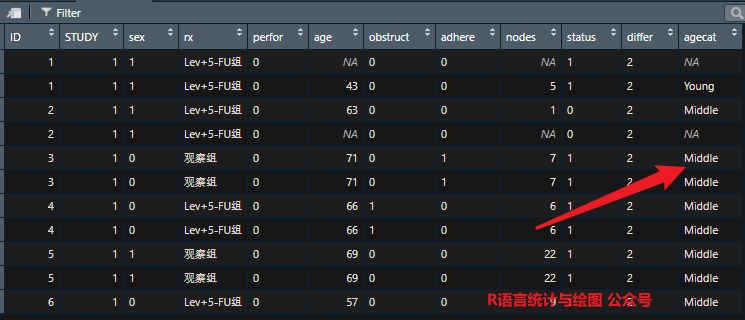 Filter
ID STUDY sex rx perfor age obstruct adhere nodes status differ agecat
1 1 1 Lev+5-FU组 0 NA 0 0 NA 1 2 NA
1 1 1 Lev+5-FU组 0 43 0 0 5 1 2 Young
2 1 1 Lev+5-FU组 0 63 0 0 1 0 2 Middle
2 1 1 Lev+5-FU组 0 NA 0 0 NA 0 2 NA
3 1 0 观察组 0 71 0 1 7 1 2 Middle
3 1 0 观察组 0 71 0 1 7 1 2 Middle
4 1 0 Lev+5-FU组 0 66 1 0 6 1 2 Middle
4 1 0 Lev+5-FU组 0 66 1 0 6 1 2 Middle
5 1 1 观察组 0 69 0 0 22 1 2 Middle
5 1 1 观察组 0 69 0 0 22 1 2 Middle
6 1 0 Lev+5-FU组 0 57 0 0 9 2 Middle
R语言统计与绘图 公众号